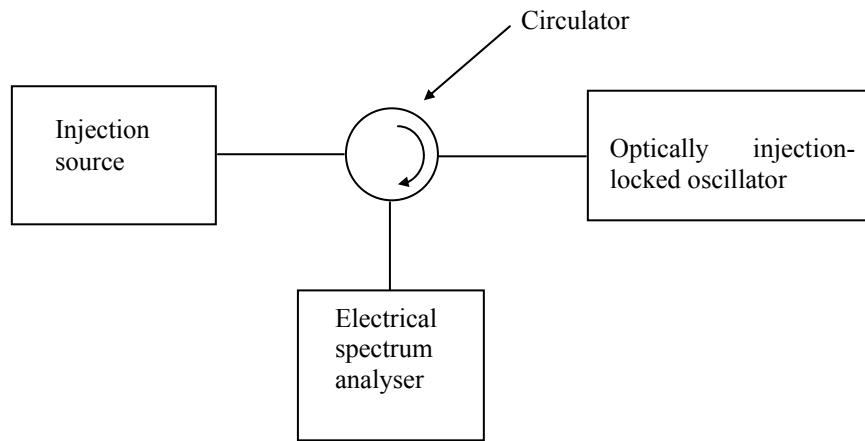 Circulator
Injection
source
Optically injection-
locked oscillator
Electrical
spectrum
analyser